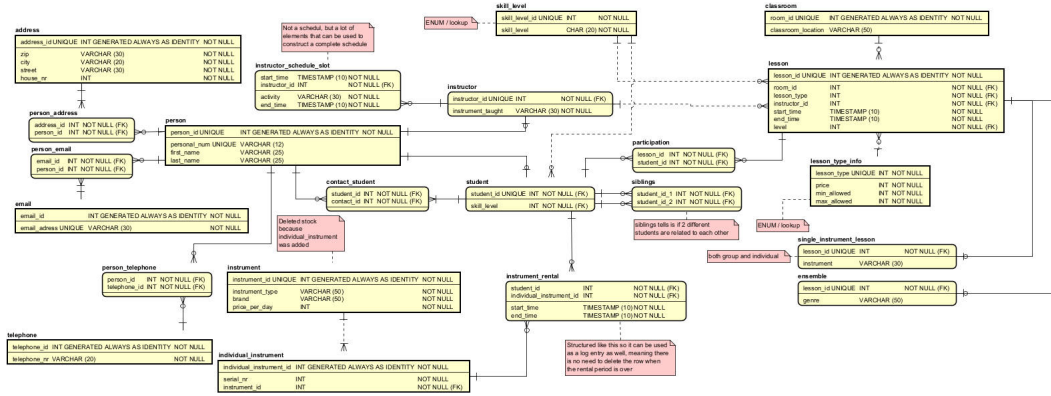 address
address_id UNIQUE INT GENERATED ALWAYS AS IDENTITY NOT NULL
zip VARCHAR (30) NOT NULL
city VARCHAR (20) NOT NULL
street VARCHAR (30) NOT NULL
house_nr INT NOT NULL
person_address
address_id INT NOT NULL (FK)
person_id INT NOT NULL (FK)
person_email
email_id INT NOT NULL (FK)
person_id INT NOT NULL (FK)
email
email_id INT GENERATED ALWAYS AS IDENTITY NOT NULL
email_adress UNIQUE VARCHAR (30) NOT NULL
person
person_id UNIQUE INT GENERATED ALWAYS AS IDENTITY NOT NULL
personal_num UNIQUE VARCHAR (12) NOT NULL
first_name VARCHAR (25) NOT NULL
last_name VARCHAR (25) NOT NULL
person_telephone
person_id INT NOT NULL (FK)
telephone_id INT NOT NULL (FK)
telephone
telephone_id INT GENERATED ALWAYS AS IDENTITY NOT NULL
telephone_nr VARCHAR (20) NOT NULL
Not a schedul, but a lot of
elements that can be used to
construct a complete schedule
instructor_schedule_slot
start_time TIMESTAMP (10) NOT NULL
instructor_id INT NOT NULL (FK)
activity VARCHAR (30) NOT NULL
end_time TIMESTAMP (10) NOT NULL
instructor
instructor_id UNIQUE INT NOT NULL (FK)
instrument_taught VARCHAR (30) NOT NULL
contact_student
student_id INT NOT NULL (FK)
contact_id INT NOT NULL (FK)
Deleted stock
because
individual_instrument
was added
instrument
instrument_id UNIQUE INT GENERATED ALWAYS AS IDENTITY NOT NULL
instrument_type VARCHAR (50) NOT NULL
brand VARCHAR (50) NOT NULL
price_per_day INT NOT NULL
individual_instrument
individual_instrument_id INT GENERATED ALWAYS AS IDENTITY NOT NULL
serial_nr INT NOT NULL
instrument_id INT NOT NULL (FK)
skill_level
skill_level_id UNIQUE INT NOT NULL
skill_level CHAR (20) NOT NULL
ENUM / lookup
student
student_id UNIQUE INT NOT NULL (FK)
skill_level INT NOT NULL (FK)
participation
lesson_id INT NOT NULL (FK)
student_id INT NOT NULL (FK)
siblings
student_id_1 INT NOT NULL (FK)
student_id_2 INT NOT NULL (FK)
siblings tells is if 2 different
students are related to each other
instrument_rental
student_id INT NOT NULL (FK)
individual_instrument_id INT NOT NULL (FK)
start_time TIMESTAMP (10) NOT NULL
end_time TIMESTAMP (10) NOT NULL
Structured like this so it can be used
as a log entry as well, meaning there
is no need to delete the row when
the rental period is over
classroom
room_id UNIQUE INT NOT NULL
classroom_location VARCHAR (50) NOT NULL
lesson
lesson_id UNIQUE INT GENERATED ALWAYS AS IDENTITY NOT NULL
room_id INT NOT NULL (FK)
lesson_type INT NOT NULL (FK)
instructor_id INT NOT NULL (FK)
start_time TIMESTAMP (10) NOT NULL
end_time TIMESTAMP (10) NOT NULL
level INT NOT NULL (FK)
lesson_type_info
lesson_type UNIQUE INT NOT NULL
price INT NOT NULL
min_allowed INT NOT NULL
max_allowed INT NOT NULL
ENUM / lookup
single_instrument_lesson
lesson_id UNIQUE INT NOT NULL (FK)
instrument VARCHAR (30) NOT NULL
both group and individual
ensemble
lesson_id UNIQUE INT NOT NULL (FK)
genre VARCHAR (50) NOT NULL